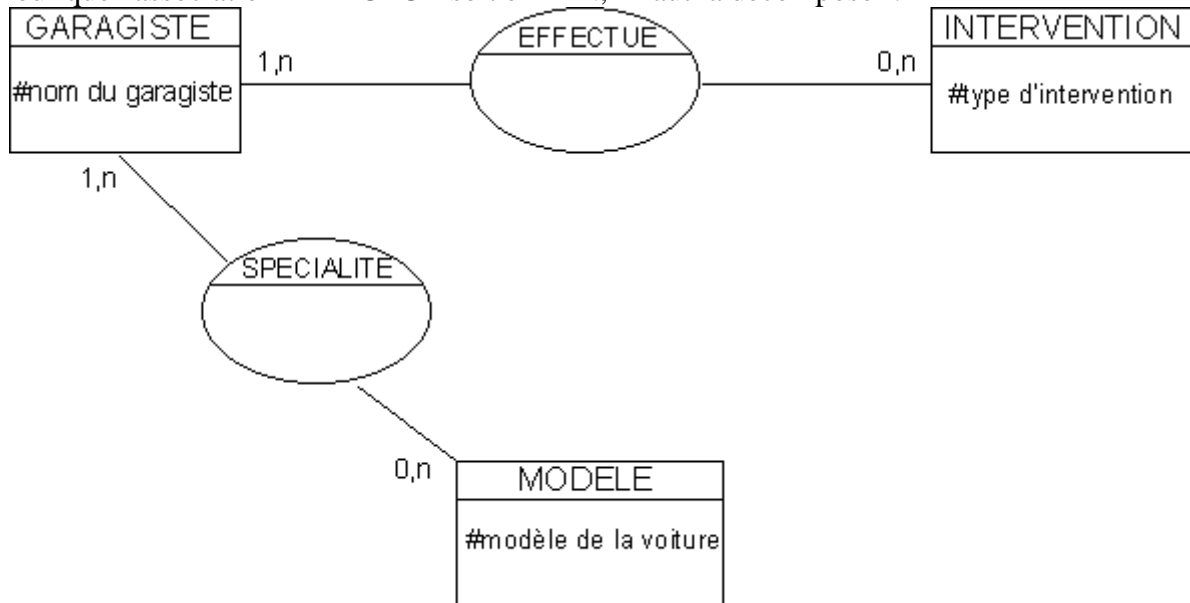 GARAGISTE
#nom du garagiste
1,n
EFFECTUE
0,n
INTERVENTION
#type d'intervention
1,n
SPECIALITE
0,n
MODELE
#modèle de la voiture